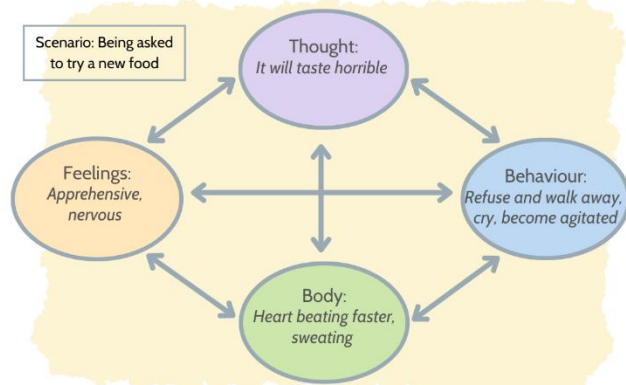 Scenario: Being asked
to try a new food
Thought:
It will taste horrible
Feelings:
Apprehensive,
nervous
Behaviour:
Refuse and walk away,
cry, become agitated
Body:
Heart beating faster,
sweating